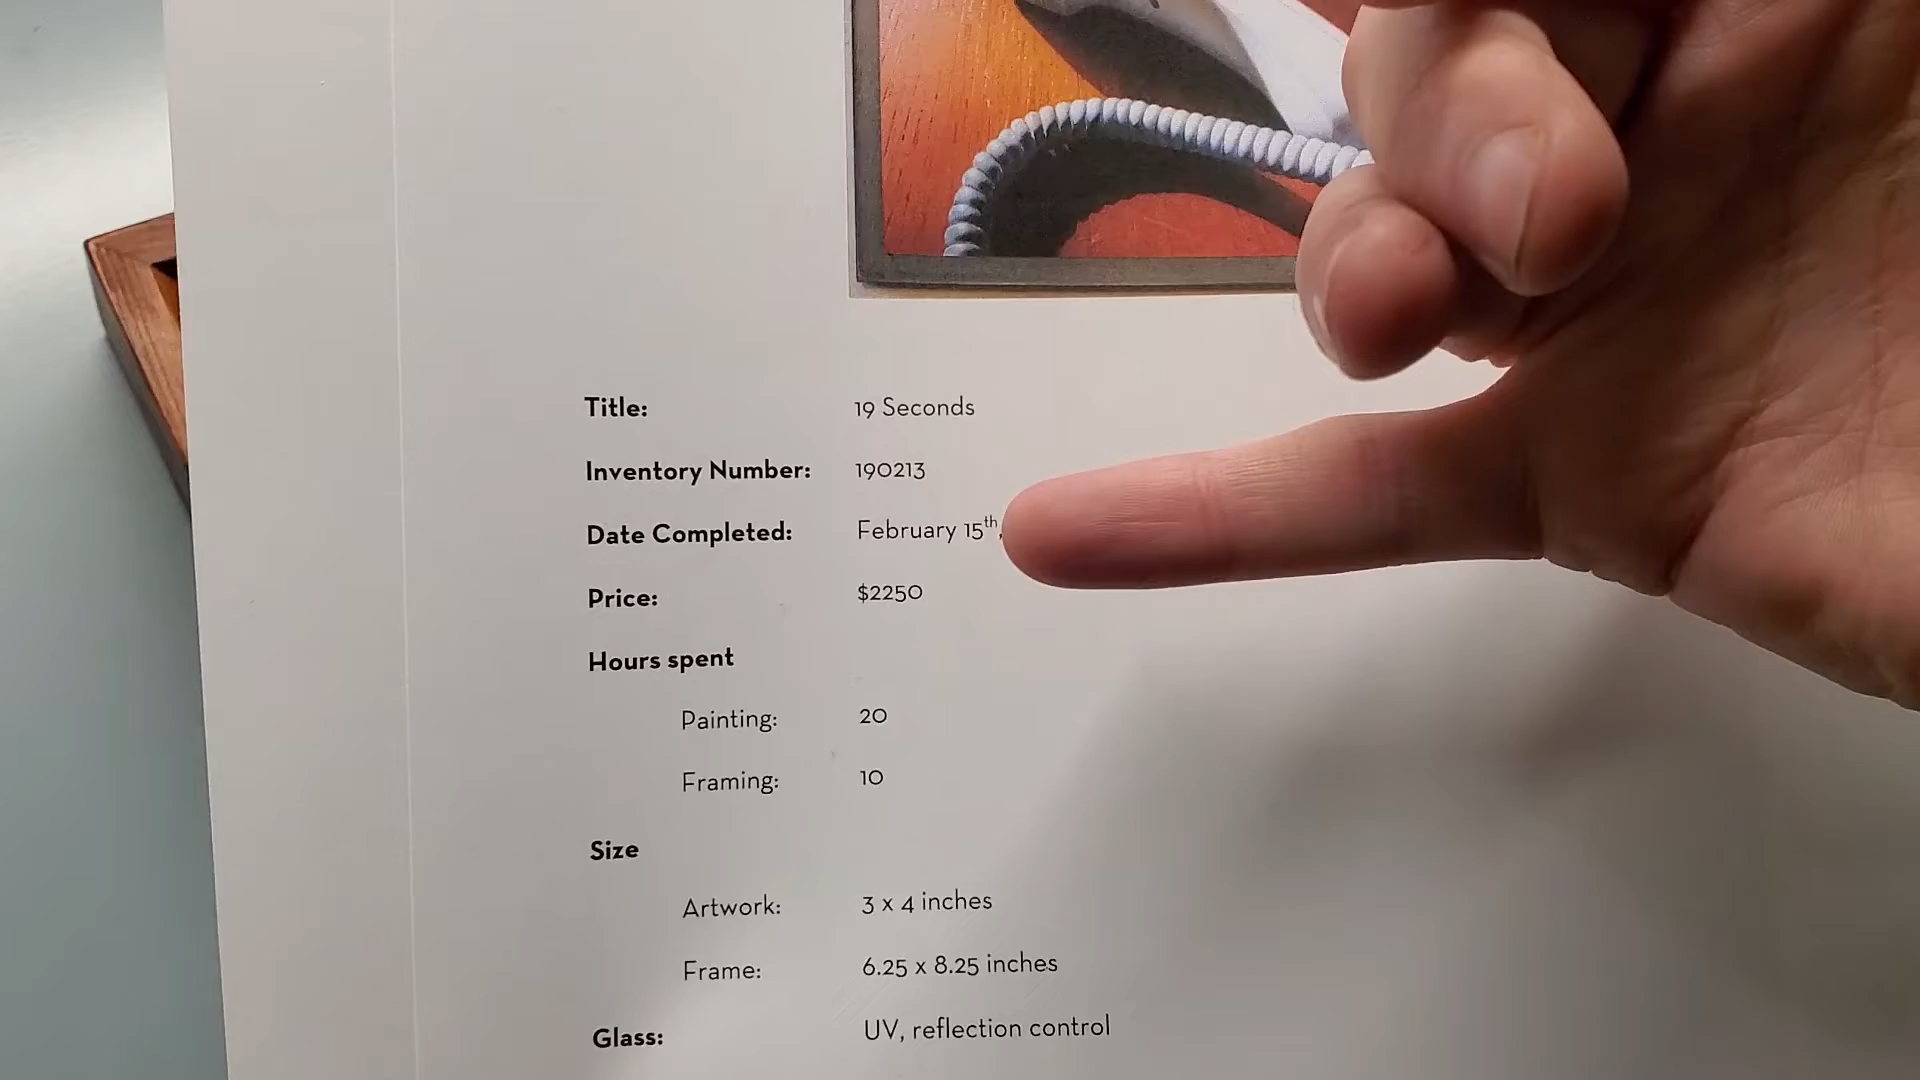 Title: 19 Seconds
Inventory Number: 190213
Date Completed: February 15th,
Price: $2250
Hours spent
Painting: 20
Framing: 10
Size
Artwork: 3 x 4 inches
Frame: 6.25 x 8.25 inches
Glass: UV, reflection control